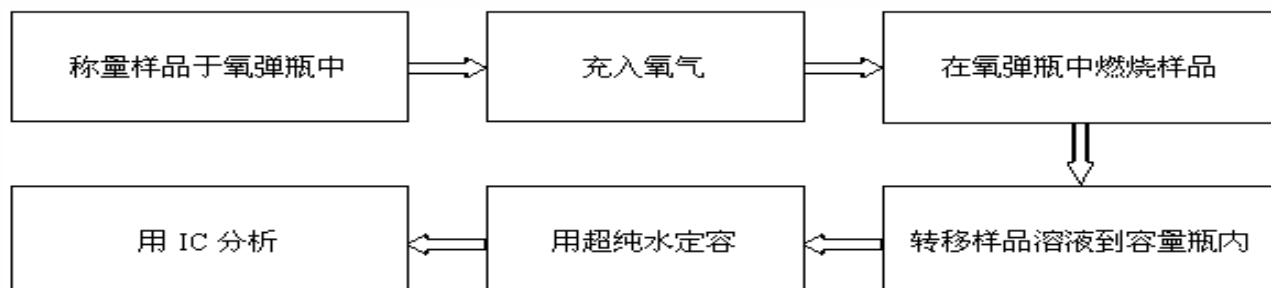 称量样品于氧弹瓶中
充入氧气
在氧弹瓶中燃烧样品
转移样品溶液到容量瓶内
用超纯水定容
用 IC 分析